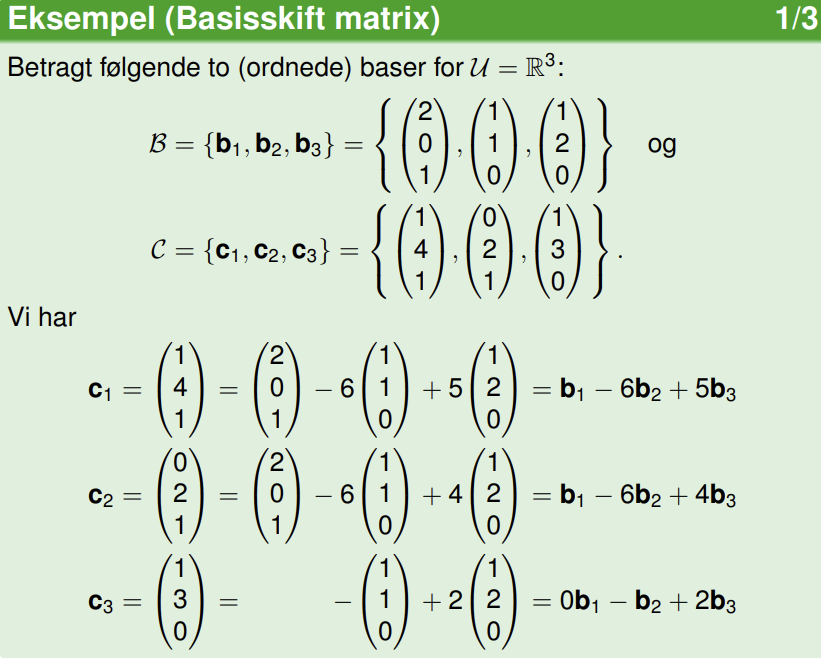 Eksempel (Basisskift matrix) 1/3
Betragt følgende to (ordnede) baser for 𝒰 = ℝ³:
ℬ = {b₁, b₂, b₃} = { (2 0 1), (1 1 0), (1 2 0) } og
𝒞 = {c₁, c₂, c₃} = { (1 4 1), (0 2 1), (1 3 0) } .
Vi har
c₁ = (1 4 1) = (2 0 1) − 6 (1 1 0) + 5 (1 2 0) = b₁ − 6b₂ + 5b₃
c₂ = (0 2 1) = (2 0 1) − 6 (1 1 0) + 4 (1 2 0) = b₁ − 6b₂ + 4b₃
c₃ = (1 3 0) = − (1 1 0) + 2 (1 2 0) = 0b₁ − b₂ + 2b₃